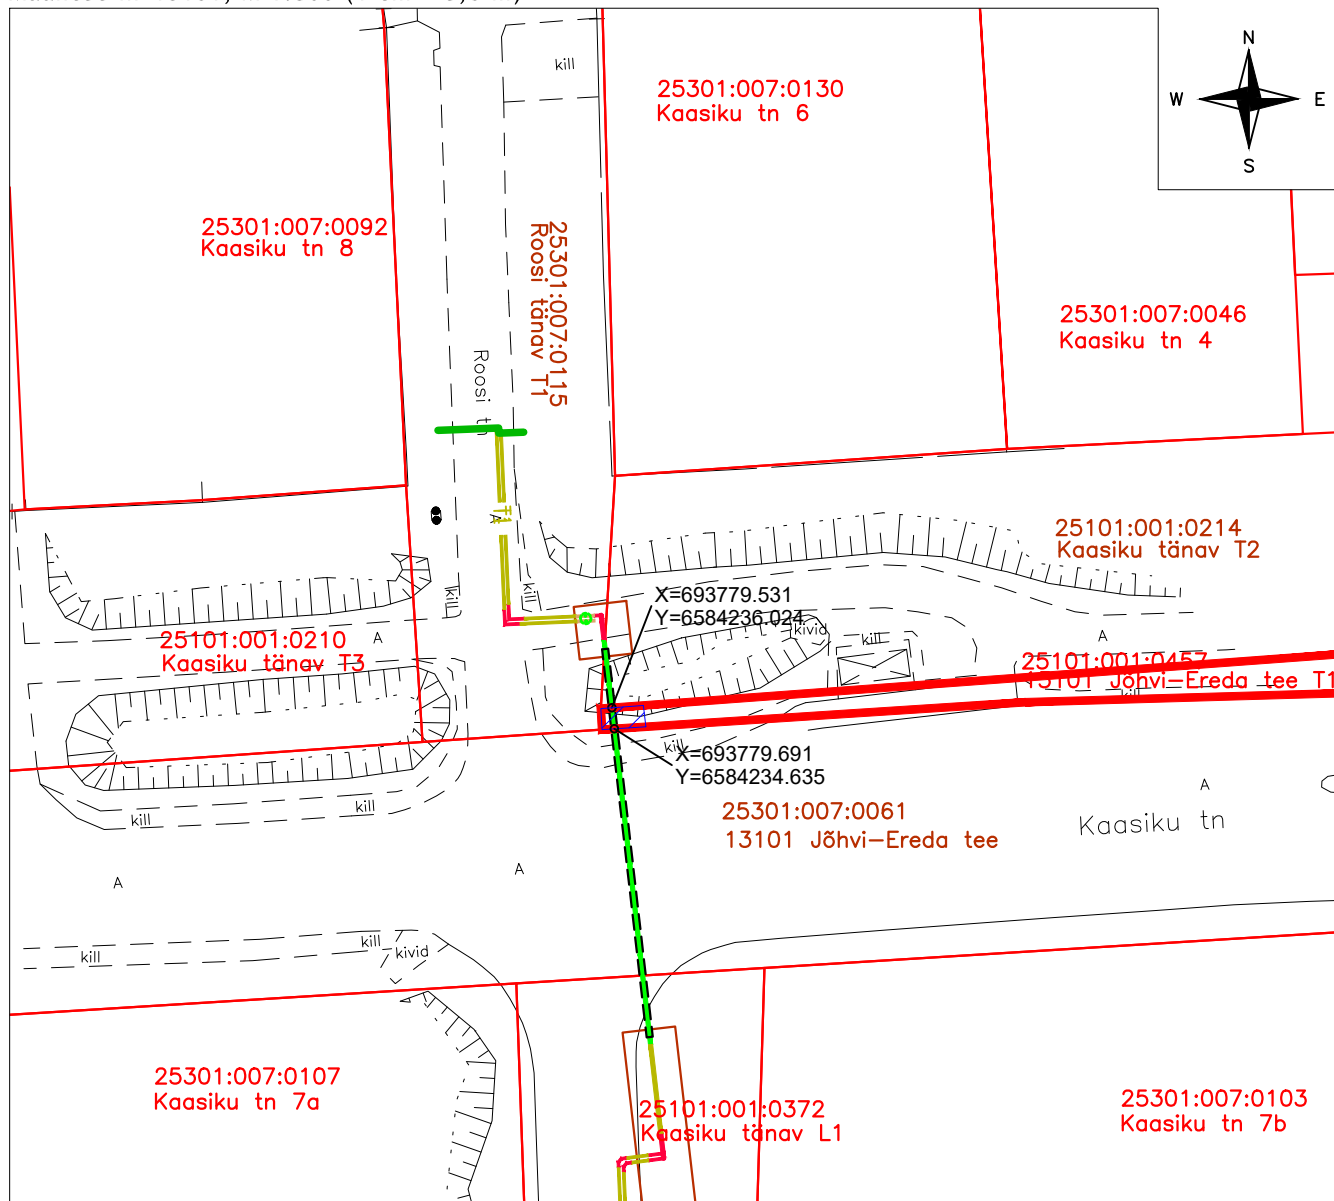 kill
N
W
E
S
25301:007:0130
Kaasiku tn 6
25301:007:0092
Kaasiku tn 8
25301:007:0115
Roosi tänav T1
25301:007:0046
Kaasiku tn 4
Roosi tn
A
25101:001:0214
Kaasiku tänav T2
kill
kill
X=693779.531
Y=6584236.024
kivid
kill
A
25101:001:0210
Kaasiku tänav T3
A
25101:001:0457
13101 Jõhvi-Ereda tee T1
kill
kill
X=693779.691
Y=6584234.635
25301:007:0061
13101 Jõhvi-Ereda tee
A
Kaasiku tn
kill
kill
A
A
kill
kill
kivid
25301:007:0107
Kaasiku tn 7a
25101:001:0372
Kaasiku tänav L1
25301:007:0103
Kaasiku tn 7b